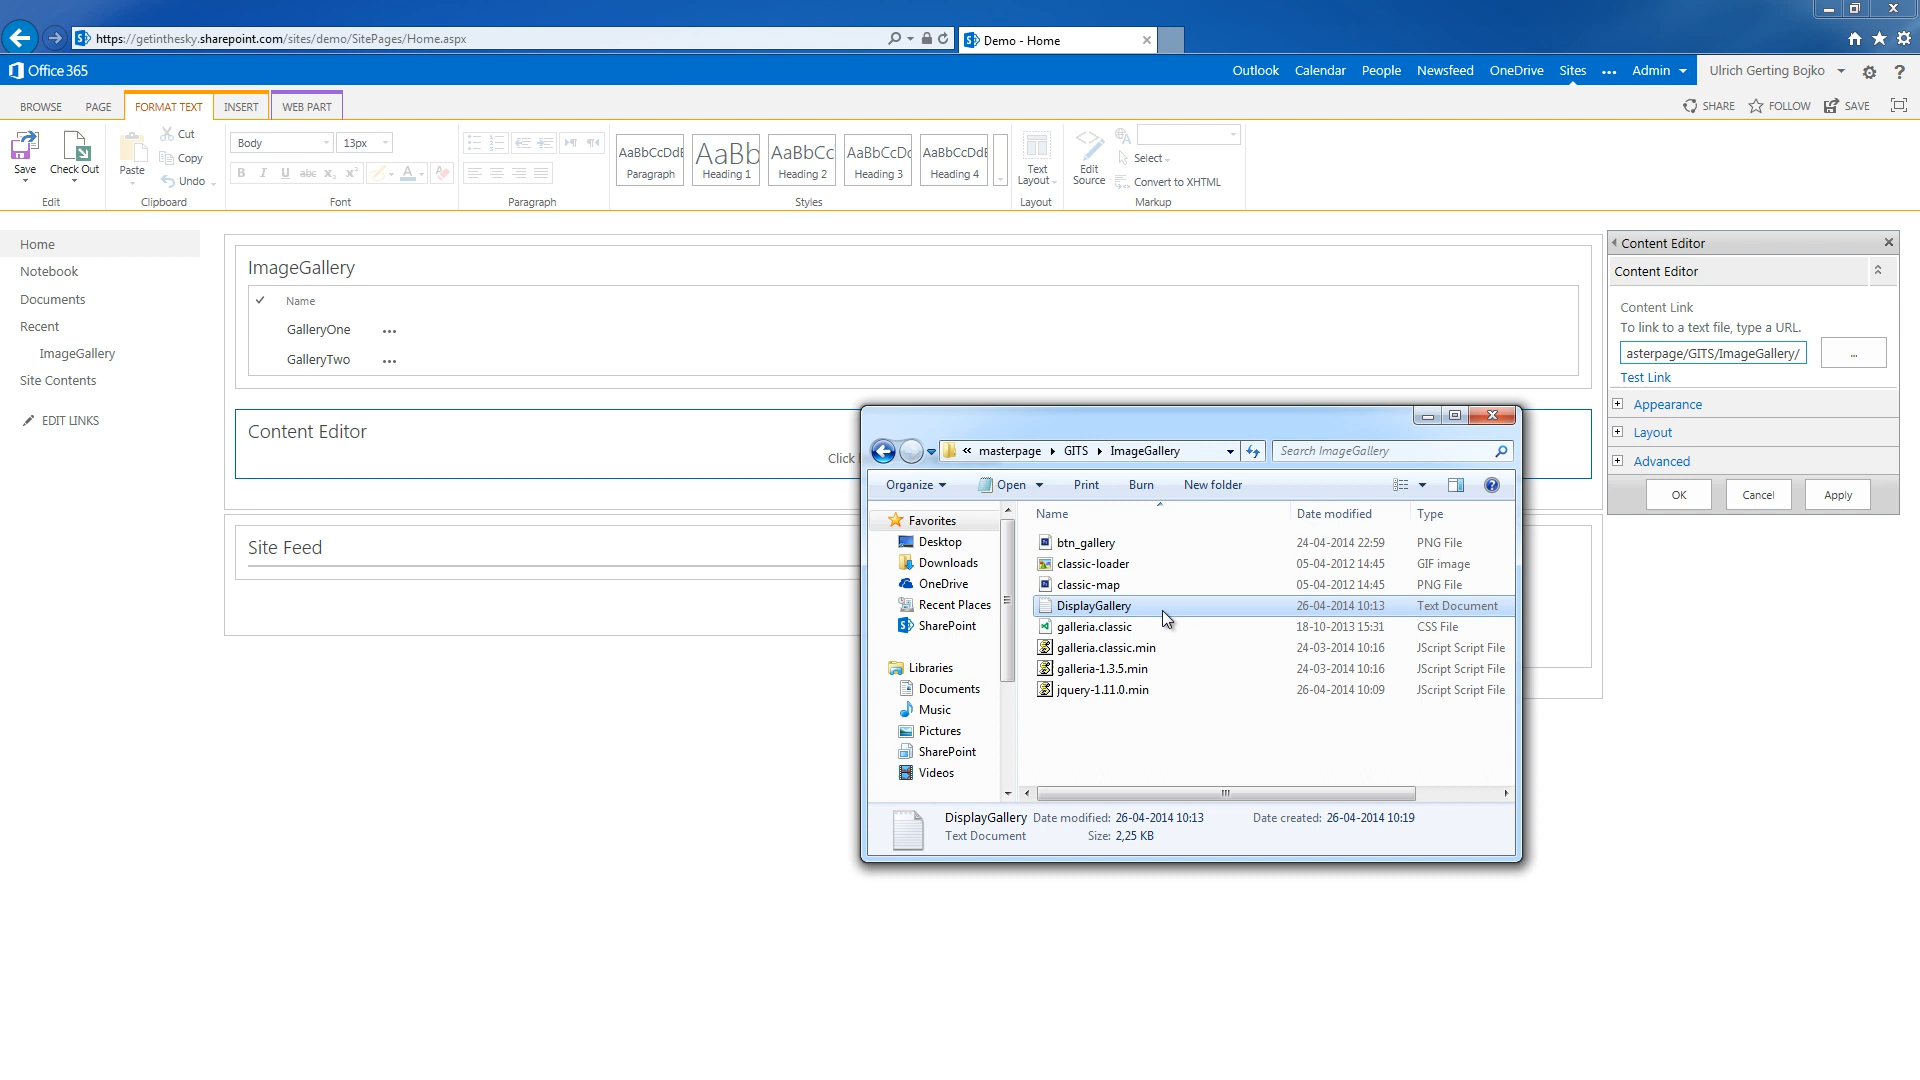 https://getinthesky.sharepoint.com/sites/demo/SitePages/Home.aspx
Demo - Home
Office 365
Outlook Calendar People Newsfeed OneDrive Sites ... Admin Ulrich Gerting Bojko ?
BROWSE PAGE FORMAT TEXT INSERT WEB PART
SHARE FOLLOW SAVE
Save
Check Out
Edit
Paste
Cut
Copy
Undo
Clipboard
Body 13px
B I U abc x₂ x² A
Font
Paragraph
AaBbCcDdE AaBb AaBbCc AaBbCcDc AaBbCcDdE
Paragraph Heading 1 Heading 2 Heading 3 Heading 4
Styles
Text
Layout
Layout
Edit
Source
Select
Convert to XHTML
Markup
Home
Notebook
Documents
Recent
ImageGallery
Site Contents
EDIT LINKS
ImageGallery
Name
GalleryOne ...
GalleryTwo ...
Content Editor
Click
Site Feed
Content Editor
Content Editor
Content Link
To link to a text file, type a URL.
asterpage/GITS/ImageGallery/ ...
Test Link
Appearance
Layout
Advanced
OK Cancel Apply
« masterpage GITS ImageGallery
Search ImageGallery
Organize Open Print Burn New folder
Favorites
Desktop
Downloads
OneDrive
Recent Places
SharePoint
Libraries
Documents
Music
Pictures
SharePoint
Videos
Name Date modified Type
btn_gallery 24-04-2014 22:59 PNG File
classic-loader 05-04-2012 14:45 GIF image
classic-map 05-04-2012 14:45 PNG File
DisplayGallery 26-04-2014 10:13 Text Document
galleria.classic 18-10-2013 15:31 CSS File
galleria.classic.min 24-03-2014 10:16 JScript Script File
galleria-1.3.5.min 24-03-2014 10:16 JScript Script File
jquery-1.11.0.min 26-04-2014 10:09 JScript Script File
DisplayGallery Date modified: 26-04-2014 10:13 Date created: 26-04-2014 10:19
Text Document Size: 2,25 KB